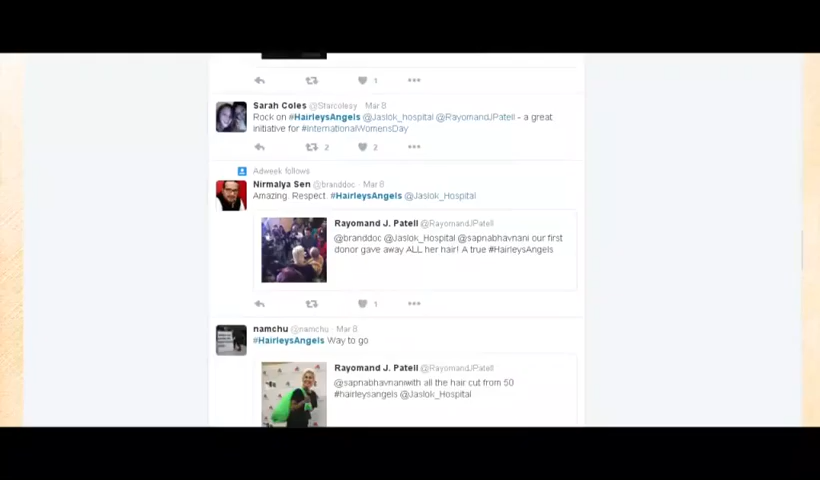 1
Sarah Coles @Starcolesy · Mar 8
Rock on #HairleysAngels @Jaslok_hospital @RayomandJPatell - a great
initiative for #InternationalWomensDay
2 2
Adweek follows
Nirmalya Sen @branddoc · Mar 8
Amazing. Respect. #HairleysAngels @Jaslok_Hospital
Rayomand J. Patell @RayomandJPatell
@branddoc @Jaslok_Hospital @sapnabhavnani our first
donor gave away ALL her hair! A true #HairleysAngels
1
namchu @namchu · Mar 8
#HairleysAngels Way to go
Rayomand J. Patell @RayomandJPatell
@sapnabhavnaniwith all the hair cut from 50
#hairleysangels @Jaslok_Hospital